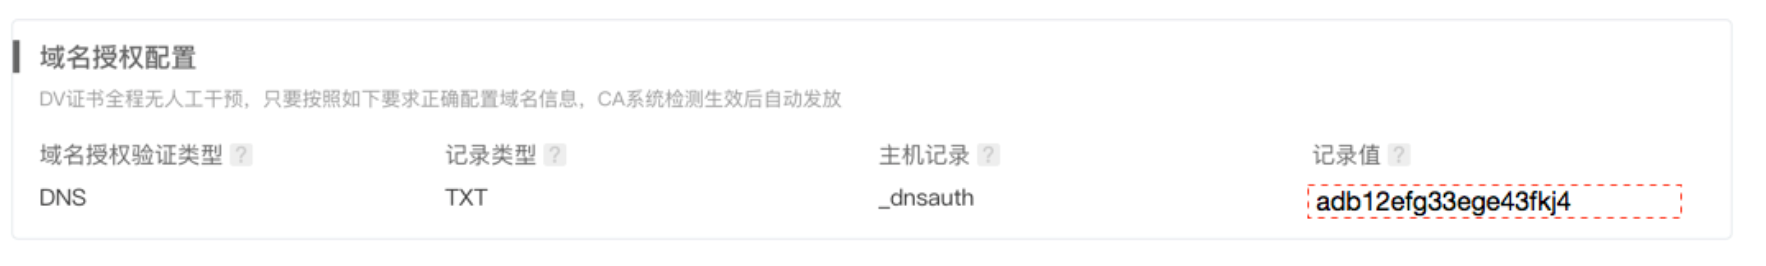 域名授权配置
DV证书全程无人工干预，只要按照如下要求正确配置域名信息，CA系统检测生效后自动发放
域名授权验证类型 ? 记录类型 ? 主机记录 ? 记录值 ?
DNS TXT _dnsauth adb12efg33ege43fkj4